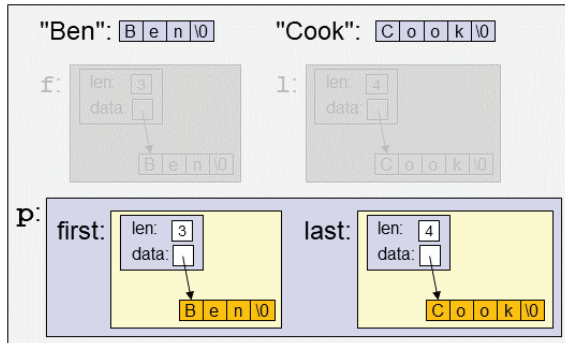 "Ben": B e n \0 "Cook": C o o k \0
f: len: 3 l: len: 4
data: data:
B e n \0 C o o k \0
p:
first: len: 3 last: len: 4
data: data:
B e n \0 C o o k \0